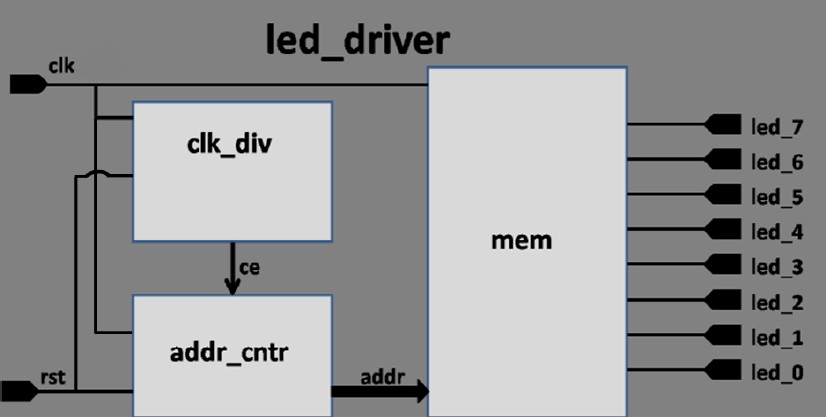 led_driver
clk
clk_div
led_7
led_6
led_5
led_4
mem
ce
led_3
led_2
led_1
addr_cntr
led_0
rst
addr